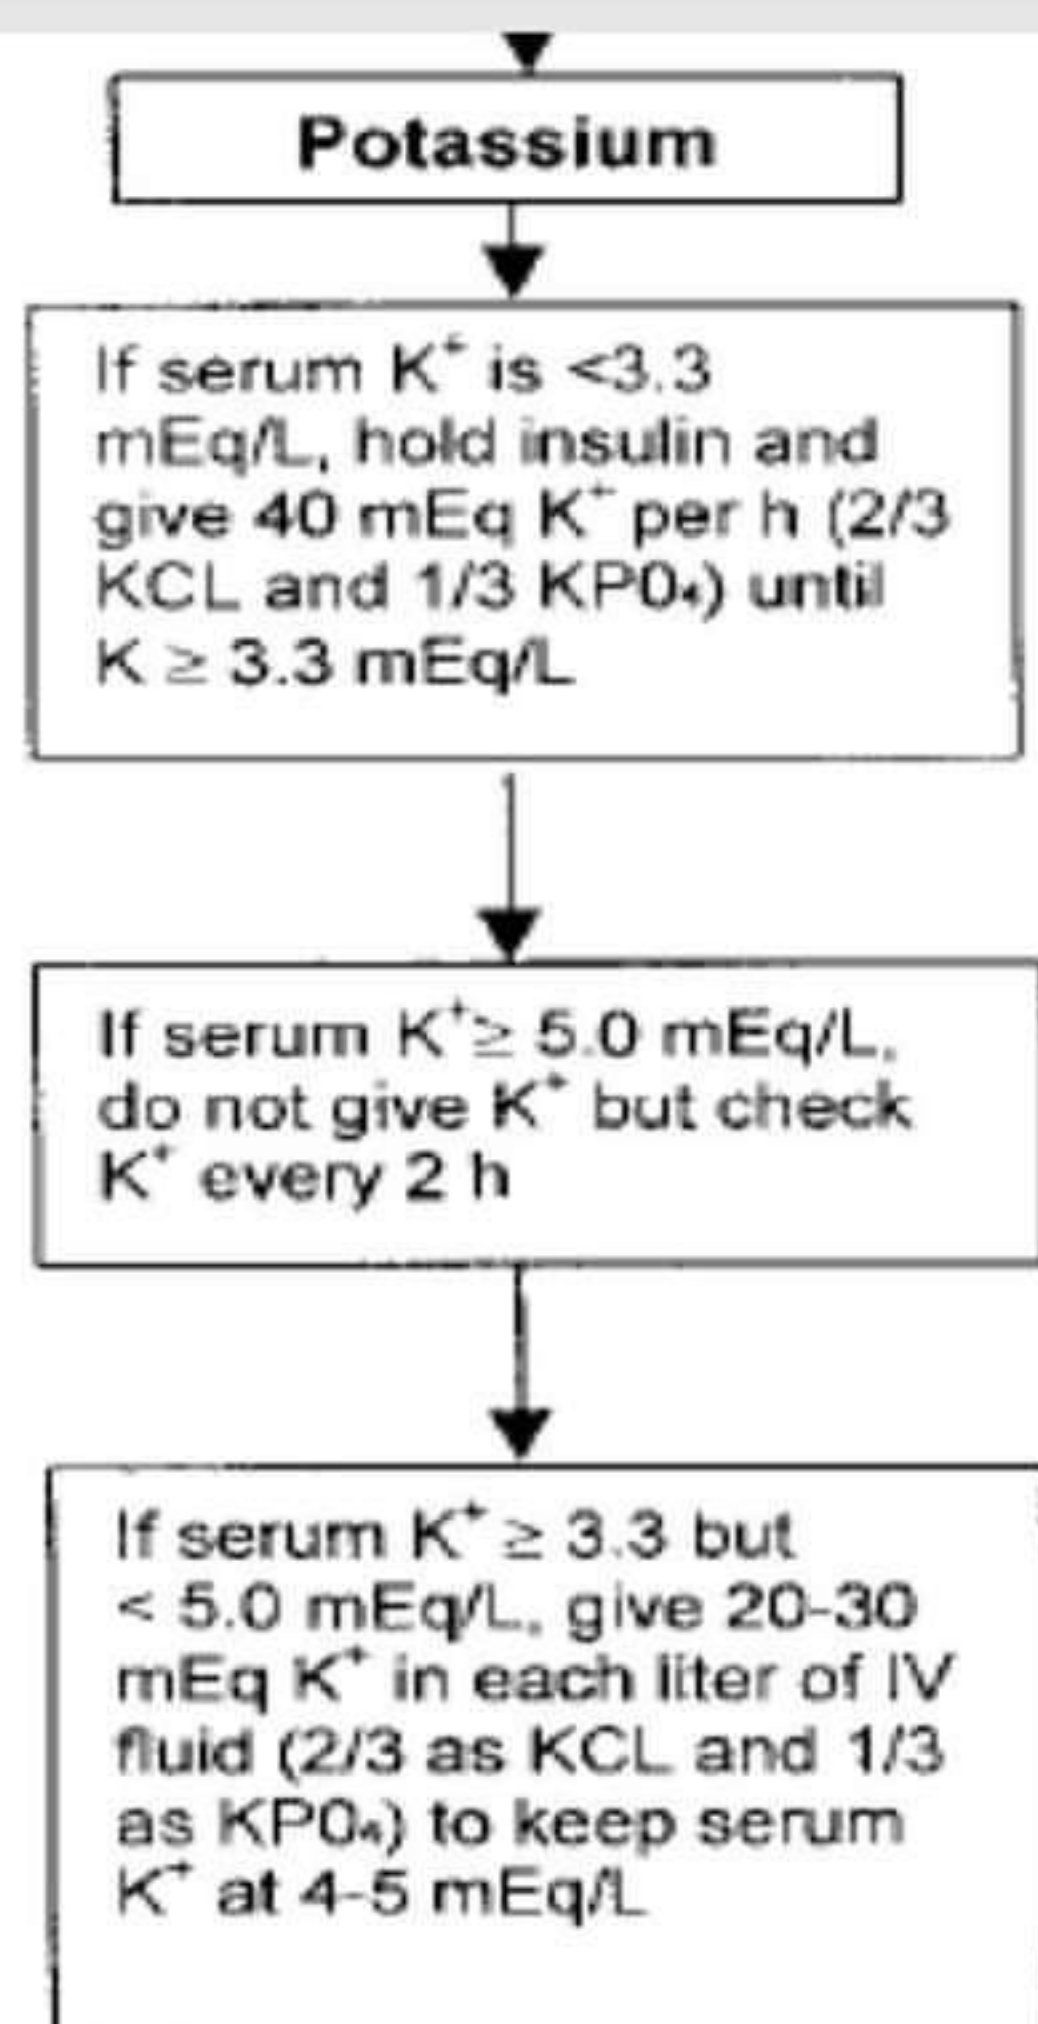 Potassium
If serum K⁺ is <3.3
mEq/L, hold insulin and
give 40 mEq K⁺ per h (2/3
KCL and 1/3 KPO₄) until
K ≥ 3.3 mEq/L
If serum K⁺ ≥ 5.0 mEq/L,
do not give K⁺ but check
K⁺ every 2 h
If serum K⁺ ≥ 3.3 but
< 5.0 mEq/L, give 20-30
mEq K⁺ in each liter of IV
fluid (2/3 as KCL and 1/3
as KPO₄) to keep serum
K⁺ at 4-5 mEq/L